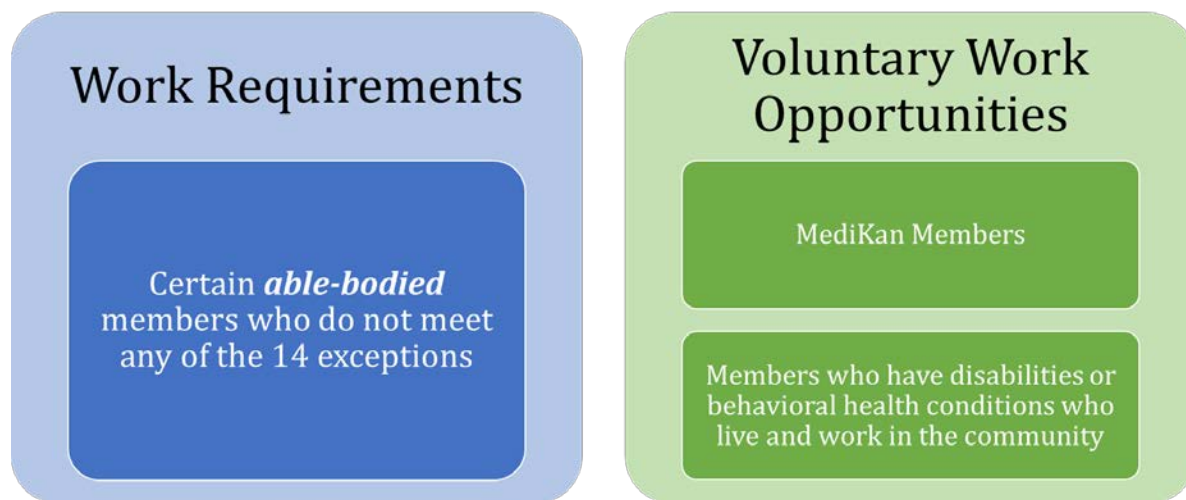 Work Requirements
Certain able-bodied
members who do not meet
any of the 14 exceptions
Voluntary Work
Opportunities
MediKan Members
Members who have disabilities or
behavioral health conditions who
live and work in the community